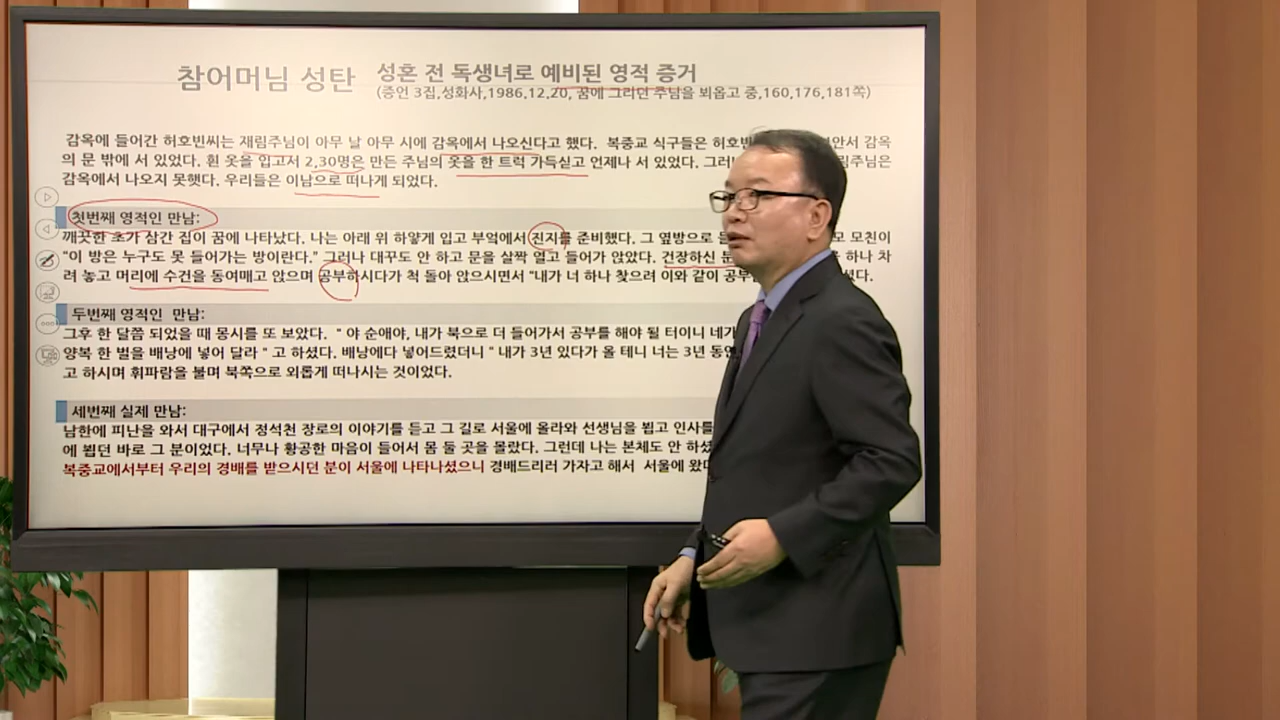 참어머님 성탄
성혼 전 독생녀로 예비된 영적 증거
(증언 3집,성화사,1986.12.20, 꿈에 그리던 주님을 뵈옵고 중,160,176,181쪽)
감옥에 들어간 허호빈씨는 재림주님이 아무 날 아무 시에 감옥에서 나오신다고 했다. 복중교 식구들은 감옥
의 문 밖에 서 있었다. 흰 옷을 입고서 2,30명은 만든 주님의 옷을 한 트럭 가득싣고 언제나 서 있었다.
감옥에서 나오지 못했다. 우리들은 이남으로 떠나게 되었다.
첫번째 영적인 만남:
깨끗한 초가 삼간 집이 꿈에 나타났다. 나는 아래 위 하얗게 입고 부엌에서 진지를 준비했다. 그 옆방으로 모친이
"이 방은 누구도 못 들어가는 방이란다." 그러나 대꾸도 안 하고 문을 살짝 열고 들어가 앉았다. 건장하신 하나 차
려 놓고 머리에 수건을 동여매고 앉으며 공부하시다가 척 돌아 앉으시면서 "내가 너 하나 찾으려 이와 같이
두번째 영적인 만남:
그후 한 달쯤 되었을 때 몽시를 또 보았다. " 야 순애야, 내가 북으로 더 들어가서 공부를 해야 될 터이니 네가
양복 한 벌을 배낭에 넣어 달라 " 고 하셨다. 배낭에다 넣어드렸더니 " 내가 3년 있다가 올 테니 너는 3년
고 하시며 휘파람을 불며 북쪽으로 외롭게 떠나시는 것이었다.
세번째 실제 만남:
남한에 피난을 와서 대구에서 정석천 장로의 이야기를 듣고 그 길로 서울에 올라와 선생님을 뵙고 인사를
에 뵙던 바로 그 분이었다. 너무나 황공한 마음이 들어서 몸 둘 곳을 몰랐다. 그런데 나는 본체도 안
복중교에서부터 우리의 경배를 받으시던 분이 서울에 나타나셨으니 경배드리러 가자고 해서 서울에